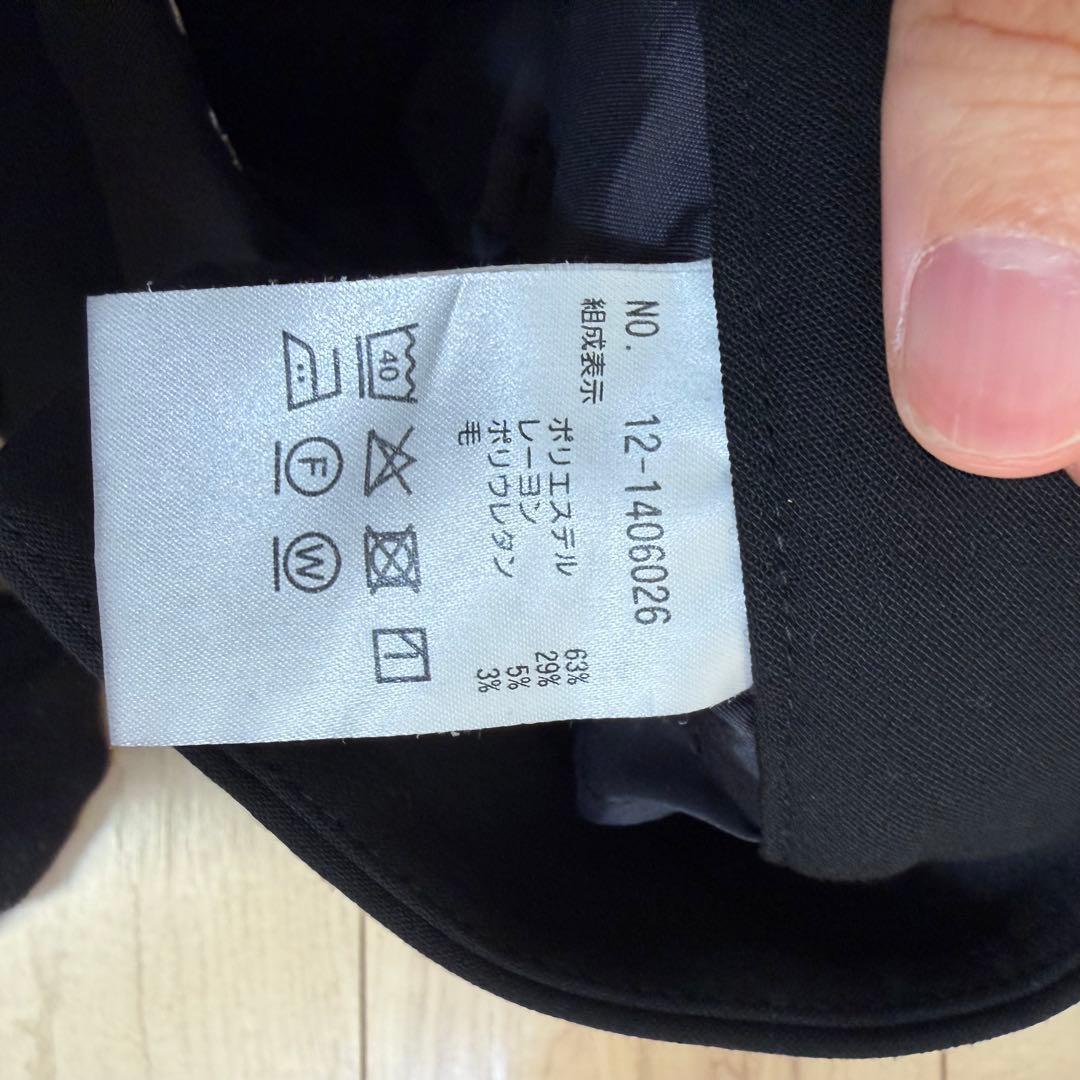 NO. 12-1406026
組成表示
ポリエステル 63%
レーヨン 29%
ポリウレタン 5%
毛 3%
40
F
W